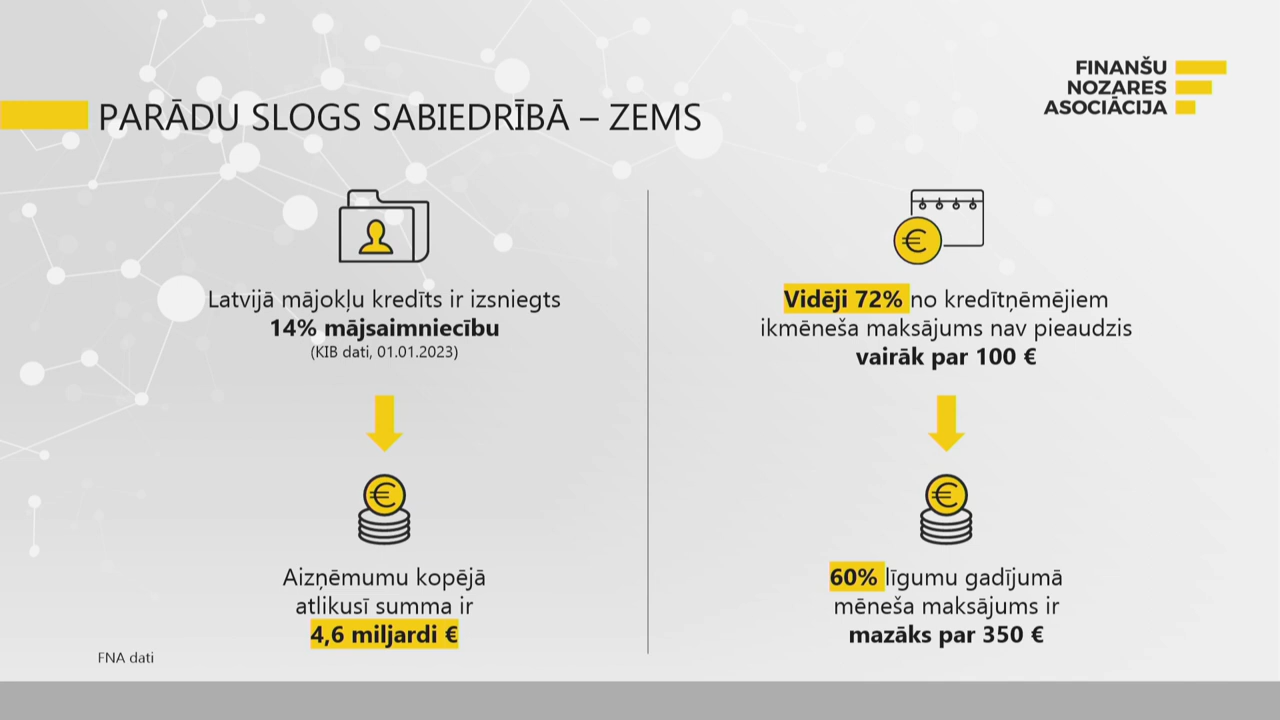 FINANŠU
NOZARES
ASOCIĀCIJA
PARĀDU SLOGS SABIEDRĪBĀ – ZEMS
Latvijā mājokļu kredīts ir izsniegts
14% mājsaimniecību
(KIB dati, 01.01.2023)
Aizņēmumu kopējā
atlikusī summa ir
4,6 miljardi €
Vidēji 72% no kredītņēmējiem
ikmēneša maksājums nav pieaudzis
vairāk par 100 €
60% līgumu gadījumā
mēneša maksājums ir
mazāks par 350 €
FNA dati